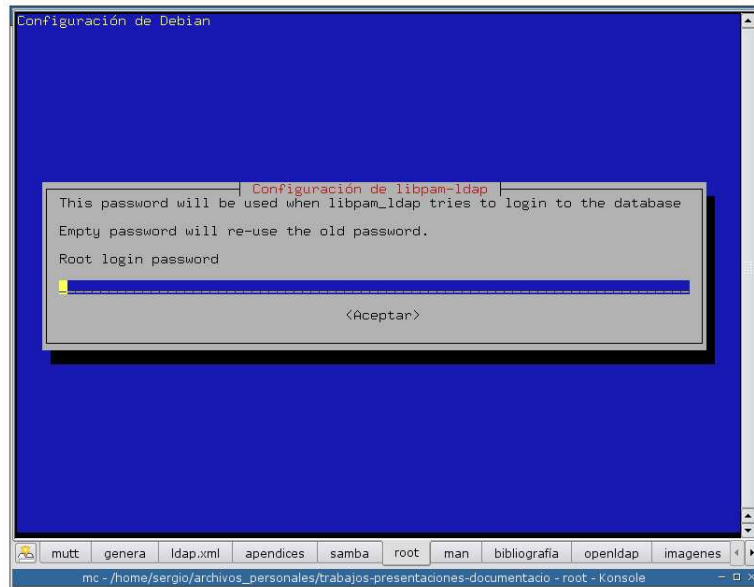 Configuración de Debian
Configuración de libpam-ldap
This password will be used when libpam_ldap tries to login to the database
Empty password will re-use the old password.
Root login password
<Aceptar>
mutt genera ldap.xml apendices samba root man bibliografía openldap imagenes
mc - /home/sergio/archivos_personales/trabajos-presentaciones-documentacio - root - Konsole